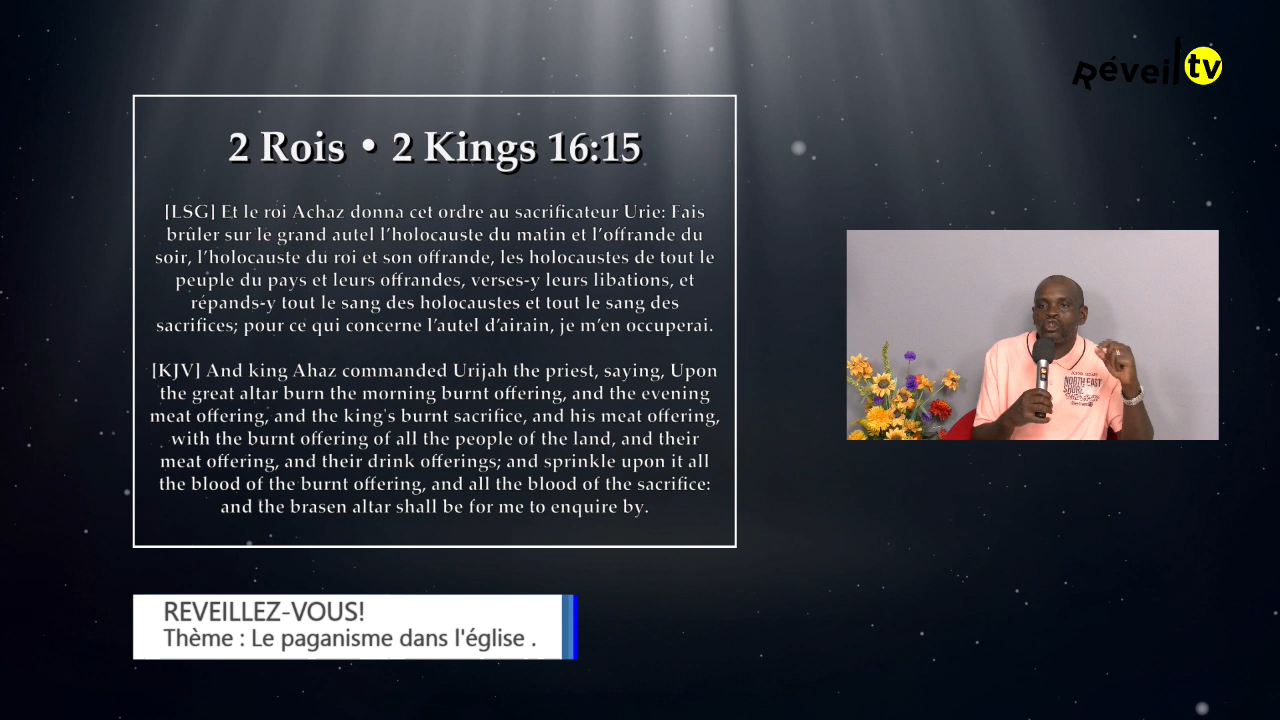 Réveil tv
2 Rois • 2 Kings 16:15
[LSG] Et le roi Achaz donna cet ordre au sacrificateur Urie: Fais
brûler sur le grand autel l’holocauste du matin et l’offrande du
soir, l’holocauste du roi et son offrande, les holocaustes de tout le
peuple du pays et leurs offrandes, verses-y leurs libations, et
répands-y tout le sang des holocaustes et tout le sang des
sacrifices; pour ce qui concerne l’autel d’airain, je m’en occuperai.
[KJV] And king Ahaz commanded Urijah the priest, saying, Upon
the great altar burn the morning burnt offering, and the evening
meat offering, and the king's burnt sacrifice, and his meat offering,
with the burnt offering of all the people of the land, and their
meat offering, and their drink offerings; and sprinkle upon it all
the blood of the burnt offering, and all the blood of the sacrifice:
and the brasen altar shall be for me to enquire by.
NORTH EAST
SHORE
REVEILLEZ-VOUS!
Thème : Le paganisme dans l'église .